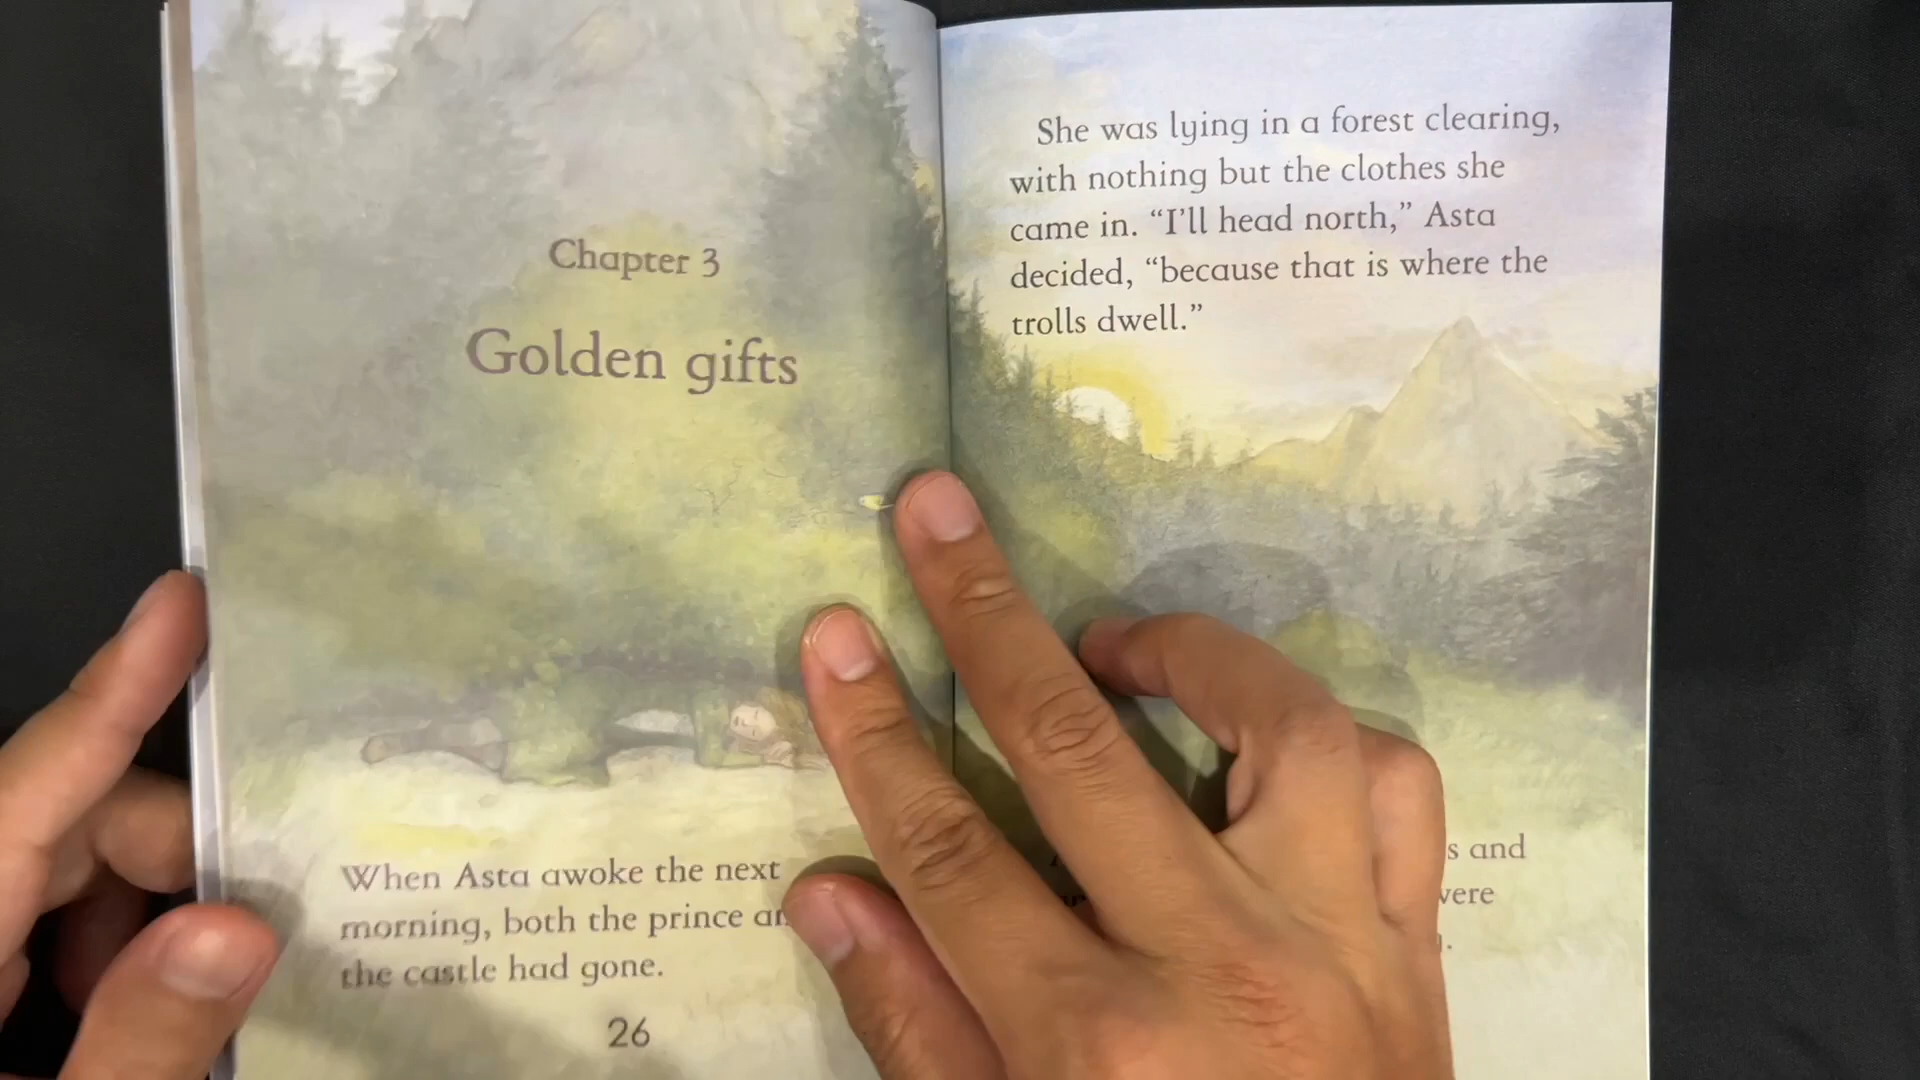 Chapter 3
Golden gifts
When Asta awoke the next
morning, both the prince
the castle had gone.
26
She was lying in a forest clearing,
with nothing but the clothes she
came in. “I’ll head north,” Asta
decided, “because that is where the
trolls dwell.”
and